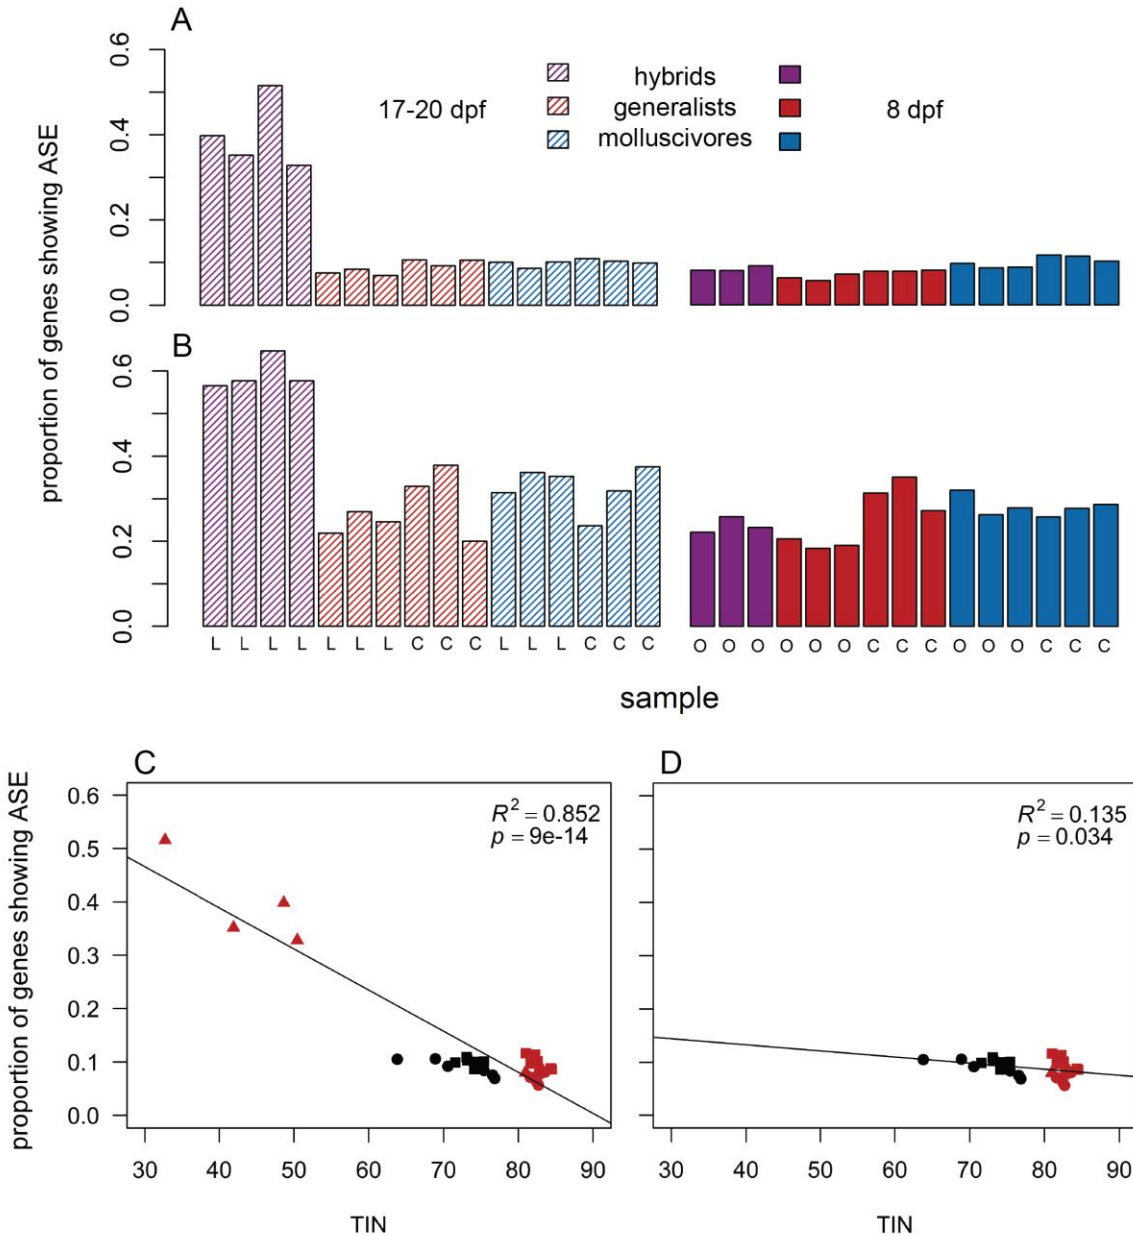 A
0.6
0.4
0.2
0.0
proportion of genes showing ASE
17-20 dpf
hybrids
generalists
molluscivores
8 dpf
B
0.6
0.4
0.2
0.0
L L L L L L L C C C L L L C C C O O O O O O C C C O O O C C C
sample
C
proportion of genes showing ASE
0.6
0.5
0.4
0.3
0.2
0.1
0.0
R² = 0.852
p = 9e-14
30 40 50 60 70 80 90
TIN
D
R² = 0.135
p = 0.034
30 40 50 60 70 80 90
TIN